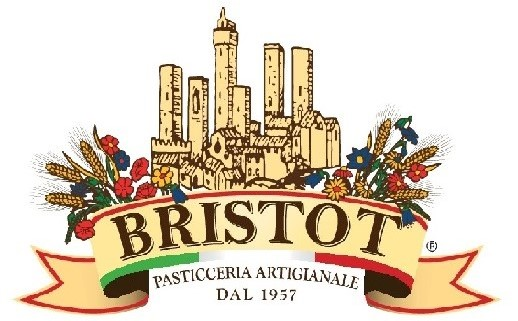 BRISTOT ®
PASTICCERIA ARTIGIANALE
DAL 1957